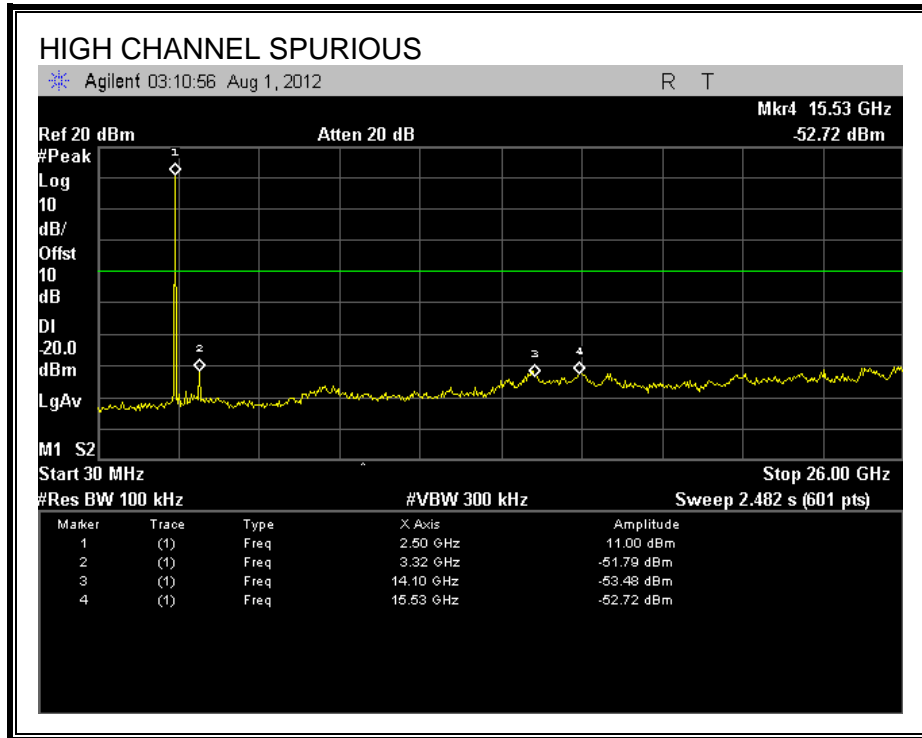 HIGH CHANNEL SPURIOUS
Agilent 03:10:56 Aug 1, 2012 R T
Mkr4 15.53 GHz
Ref 20 dBm Atten 20 dB -52.72 dBm
#Peak
Log
10
dB/
Offst
10
dB
DI
-20.0
dBm
LgAv
M1 S2
1
2
3
4
Start 30 MHz Stop 26.00 GHz
#Res BW 100 kHz #VBW 300 kHz Sweep 2.482 s (601 pts)
Marker Trace Type X Axis Amplitude
1 (1) Freq 2.50 GHz 11.00 dBm
2 (1) Freq 3.32 GHz -51.79 dBm
3 (1) Freq 14.10 GHz -53.48 dBm
4 (1) Freq 15.53 GHz -52.72 dBm